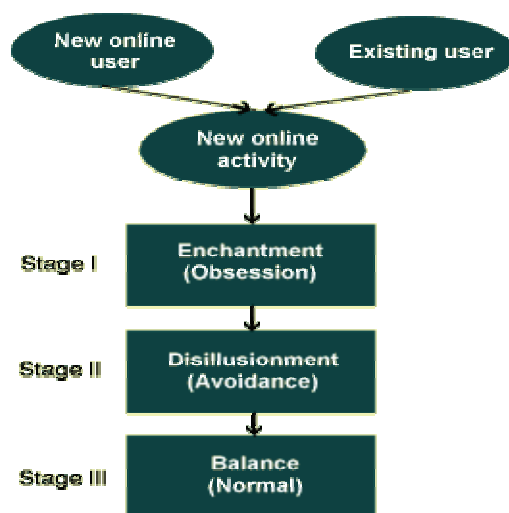 New online
user
Existing user
New online
activity
Stage I
Enchantment
(Obsession)
Stage II
Disillusionment
(Avoidance)
Stage III
Balance
(Normal)